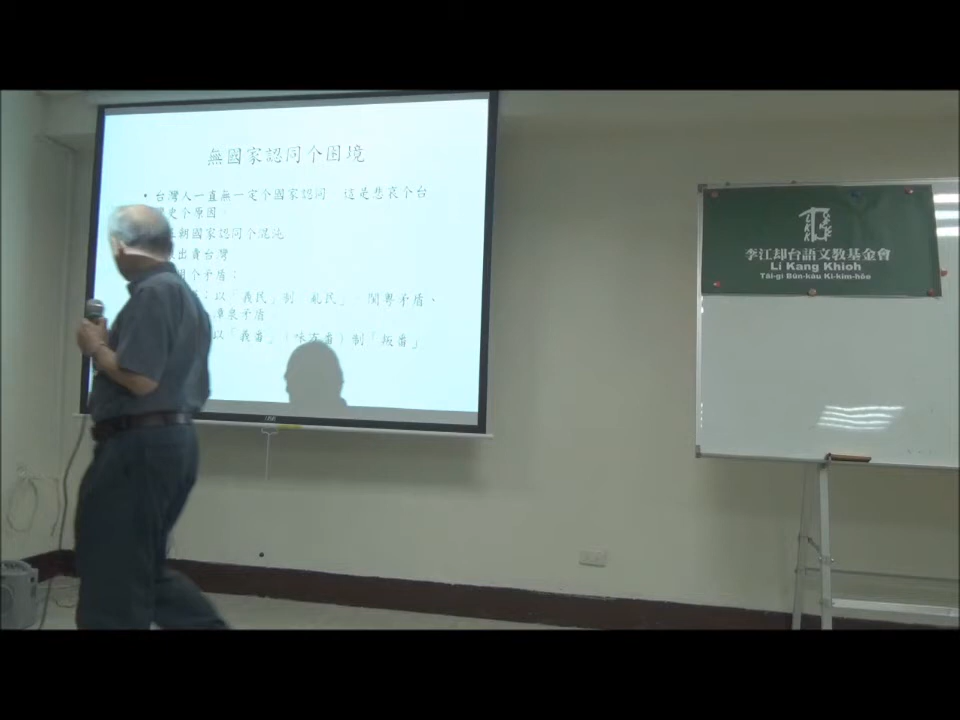 無國家認同个困境
• 台灣人一直無一定个國家認同 這是悲哀个台
史个原因。
朝國家認同个混沌
出賣台灣
个矛盾：
：以「義民」制「亂民」，閩粵矛盾、
漳泉矛盾。
以「義番」（味方番）制「叛番」
李江却台語文教基金會
Li Kang Khioh
Tâi-gí Bûn-kàu Ki-kim-hōe